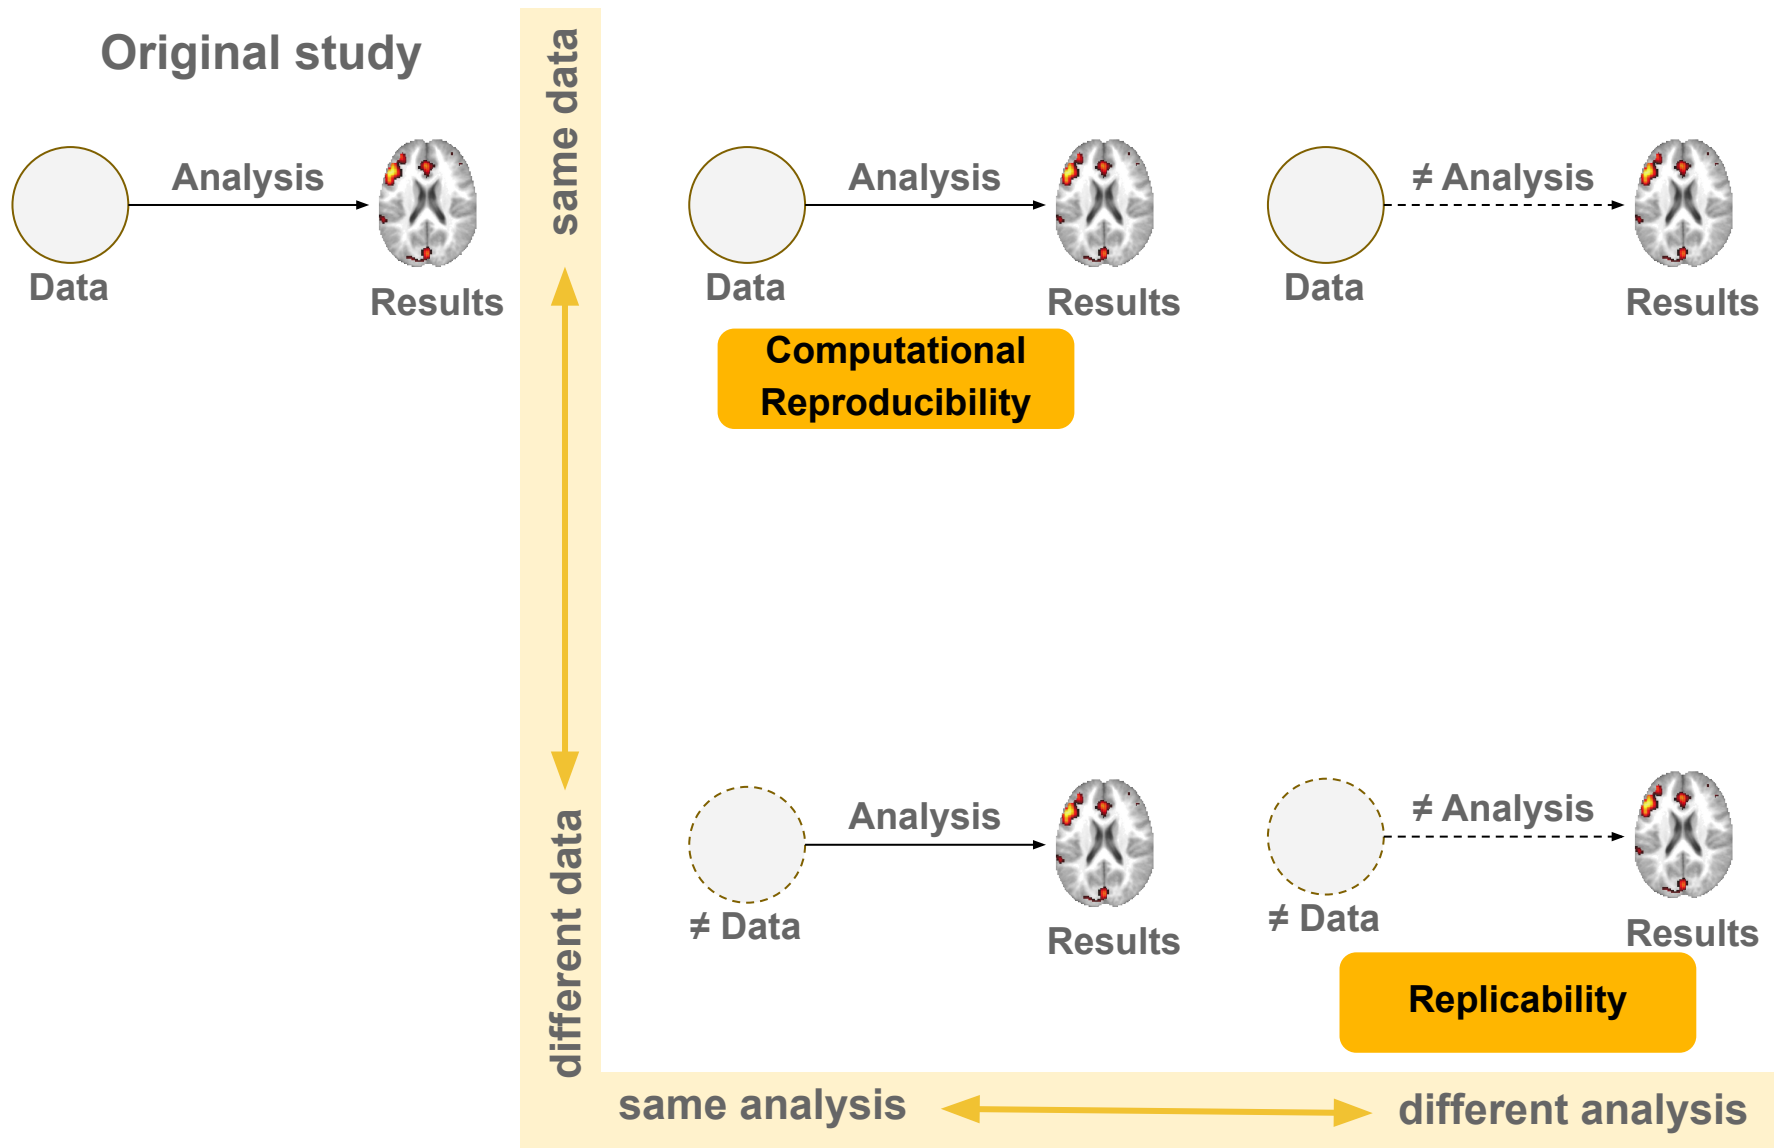 Original study
Analysis
Data
Results
same data
different data
Analysis
Data
Results
Computational
Reproducibility
≠ Analysis
Data
Results
Analysis
≠ Data
Results
≠ Analysis
≠ Data
Results
Replicability
same analysis
different analysis